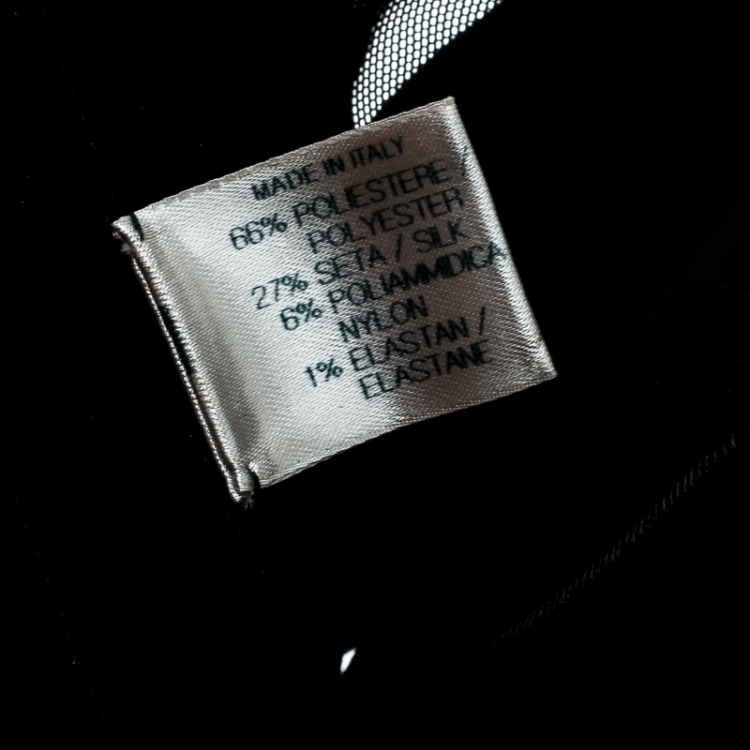 MADE IN ITALY
66% POLIESTERE /
POLYESTER
27% SETA / SILK
6% POLIAMMIDICA
NYLON
1% ELASTAN /
ELASTANE